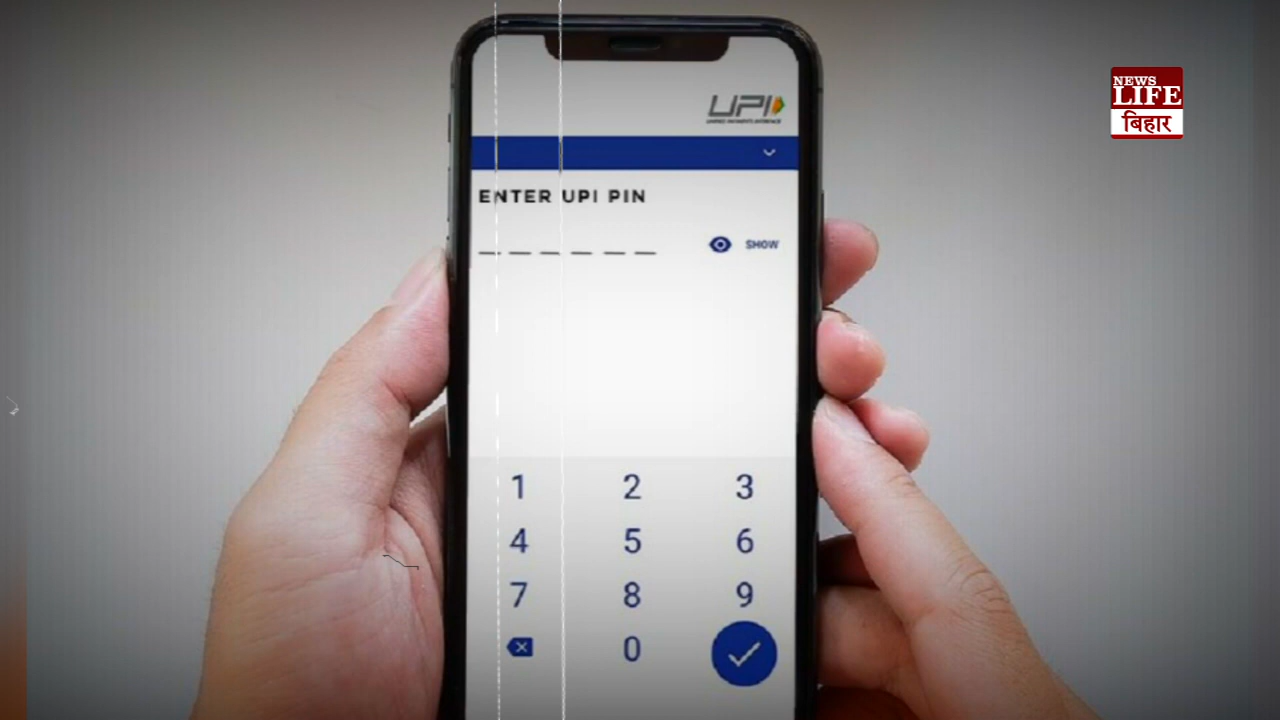 NEWS
LIFE
बिहार
UPI
ENTER UPI PIN
SHOW
1 2 3
4 5 6
7 8 9
0